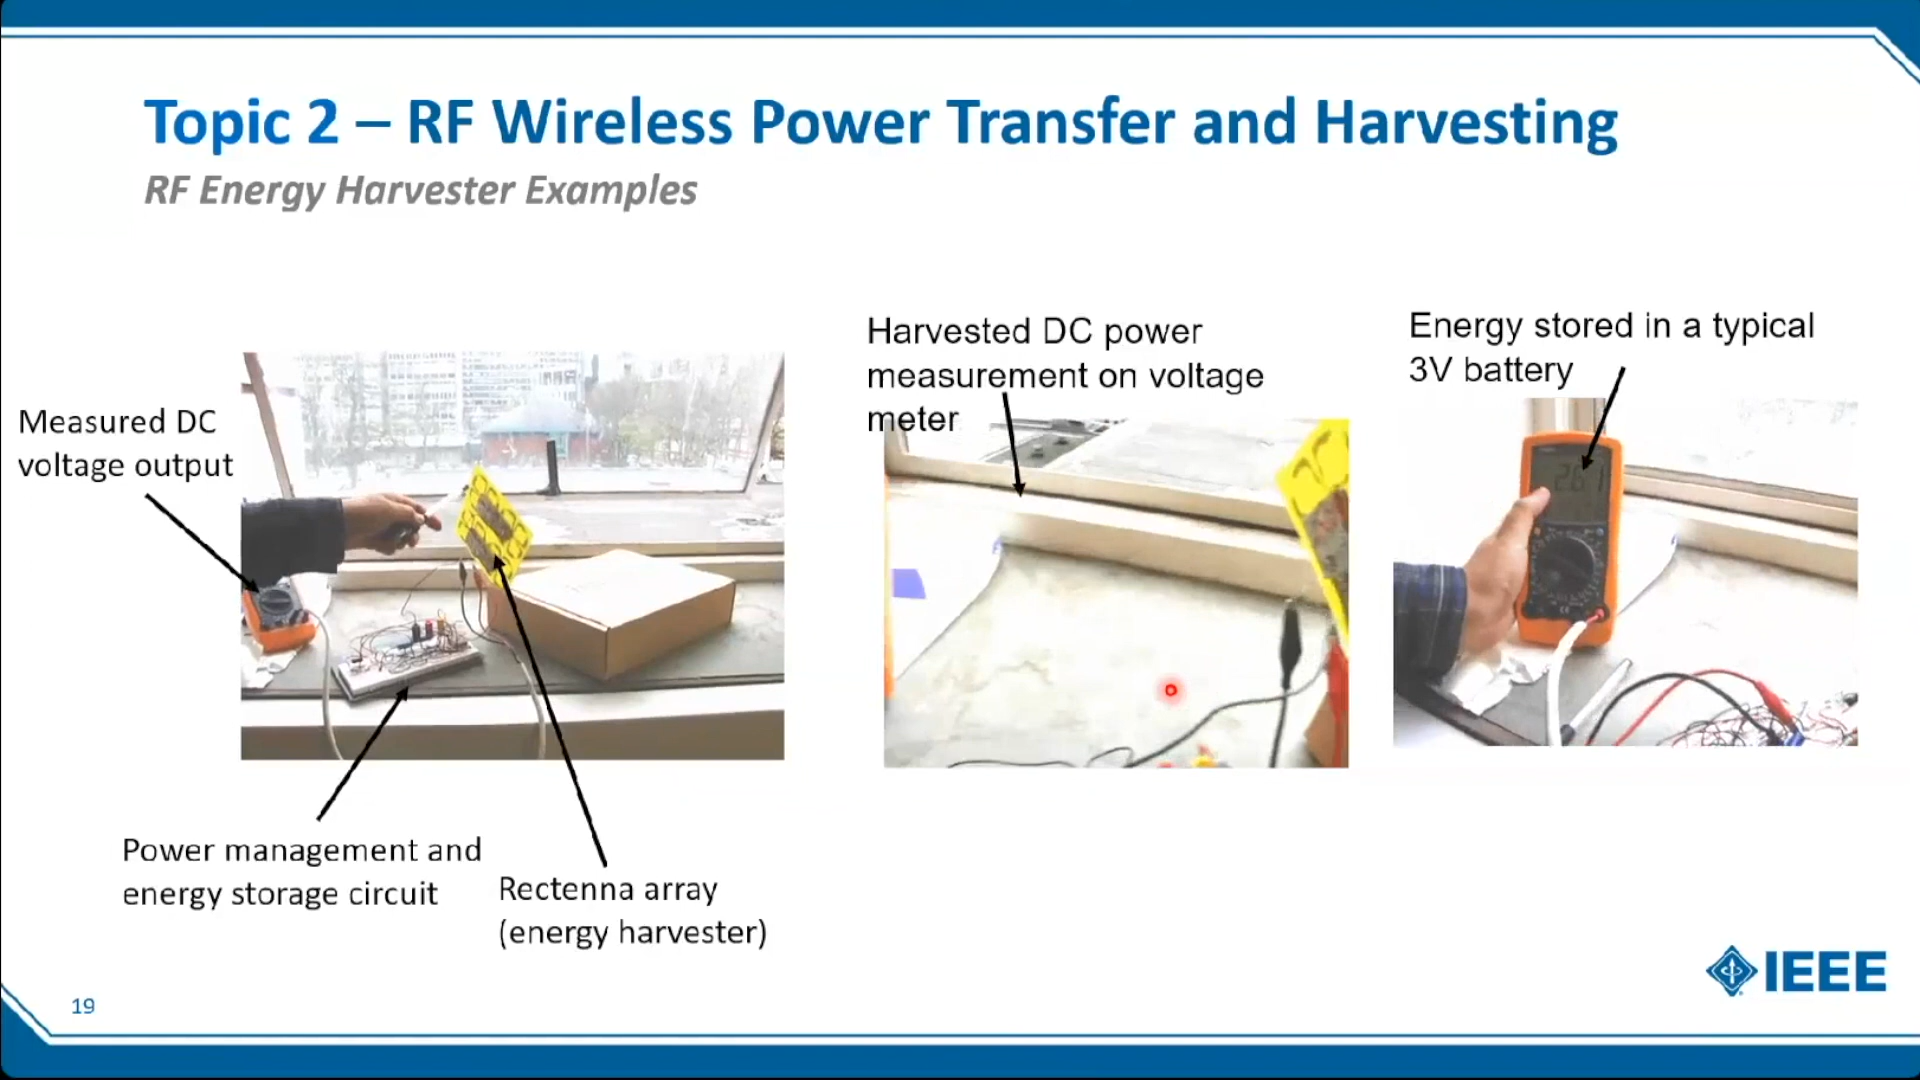 Topic 2 – RF Wireless Power Transfer and Harvesting
RF Energy Harvester Examples
Measured DC
voltage output
Power management and
energy storage circuit
Rectenna array
(energy harvester)
Harvested DC power
measurement on voltage
meter
Energy stored in a typical
3V battery
19
IEEE